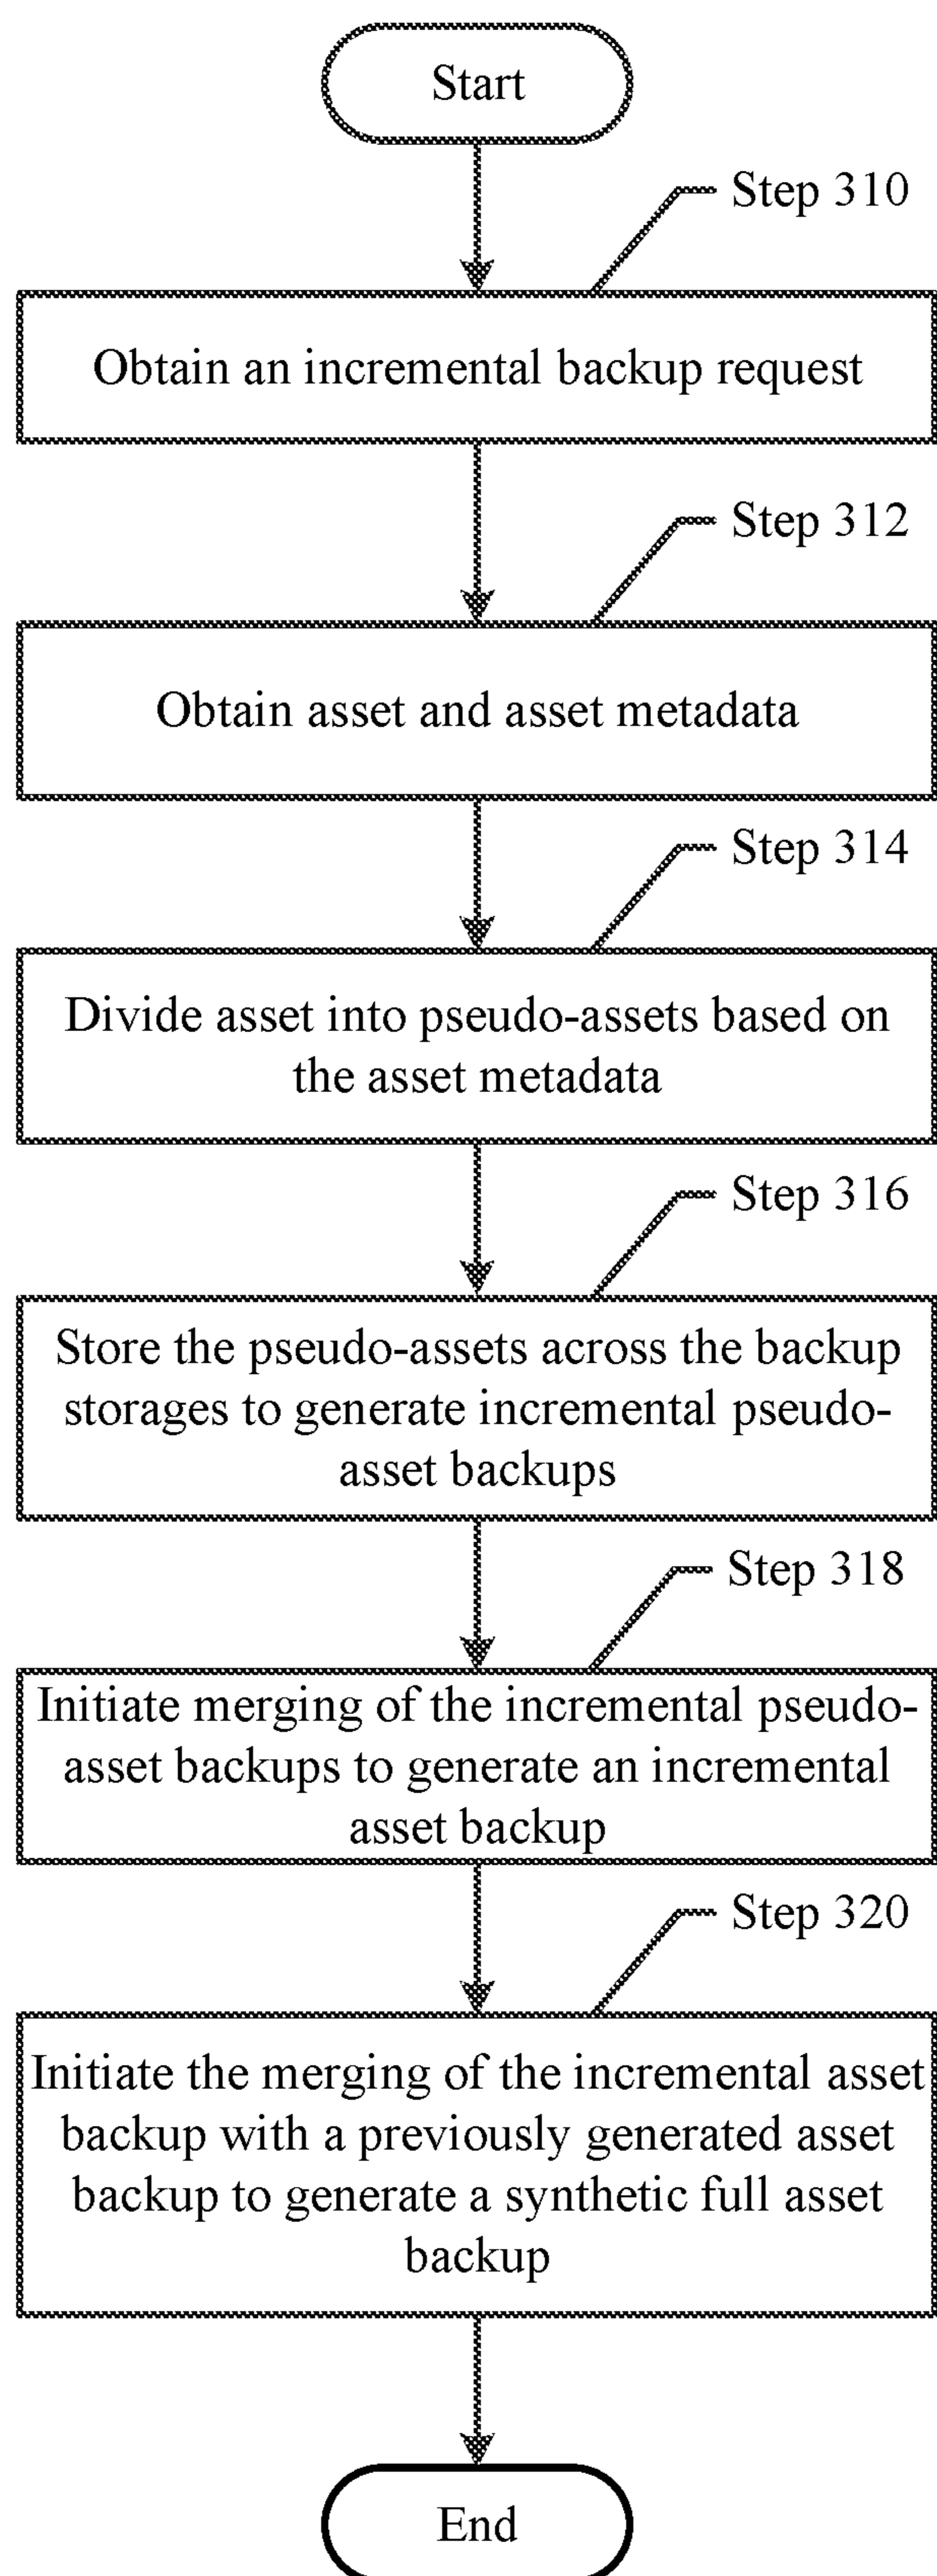 Start
Step 310
Obtain an incremental backup request
Step 312
Obtain asset and asset metadata
Step 314
Divide asset into pseudo-assets based on
the asset metadata
Step 316
Store the pseudo-assets across the backup
storages to generate incremental pseudo-
asset backups
Step 318
Initiate merging of the incremental pseudo-
asset backups to generate an incremental
asset backup
Step 320
Initiate the merging of the incremental asset
backup with a previously generated asset
backup to generate a synthetic full asset
backup
End